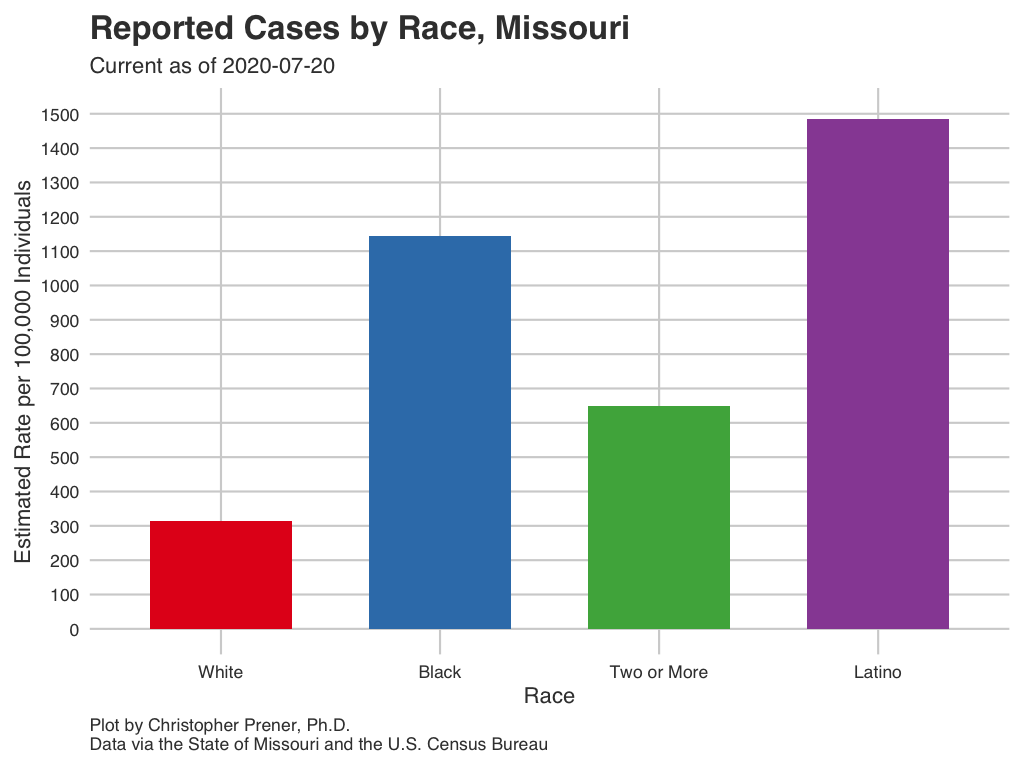 Reported Cases by Race, Missouri
Current as of 2020-07-20
Estimated Rate per 100,000 Individuals
1500
1400
1300
1200
1100
1000
900
800
700
600
500
400
300
200
100
0
White
Black
Two or More
Latino
Race
Plot by Christopher Prener, Ph.D.
Data via the State of Missouri and the U.S. Census Bureau